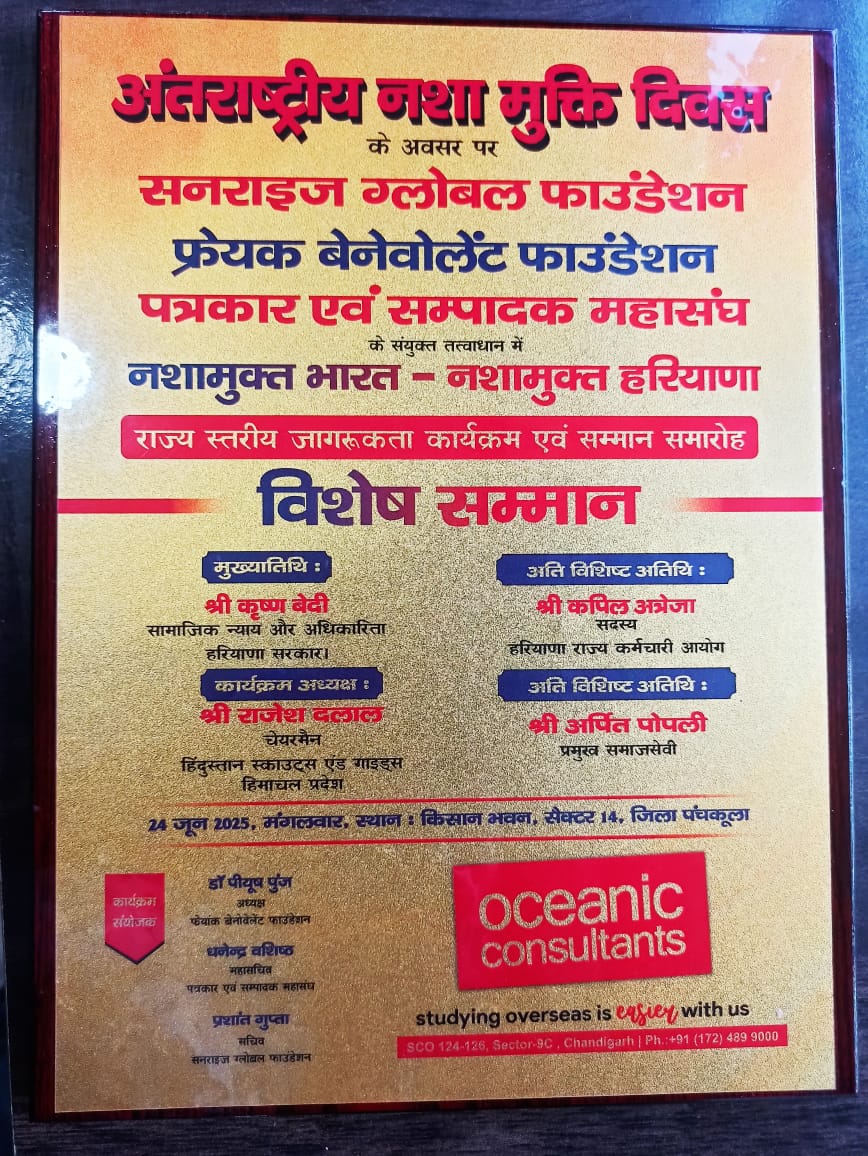 अंतराष्ट्रीय नशा मुक्ति दिवस
के अवसर पर
सनराइज ग्लोबल फाउंडेशन
फ्रेयक बेनेवोलेंट फाउंडेशन
पत्रकार एवं सम्पादक महासंघ
के संयुक्त तत्वाधान में
नशामुक्त भारत - नशामुक्त हरियाणा
राज्य स्तरीय जागरूकता कार्यक्रम एवं सम्मान समारोह
विशेष सम्मान
मुख्यातिथि :
श्री कृष्ण बेदी
सामाजिक न्याय और अधिकारिता
हरियाणा सरकार।
अति विशिष्ट अतिथि :
श्री कपिल अत्रेजा
सदस्य
हरियाणा राज्य कर्मचारी आयोग
कार्यक्रम अध्यक्ष :
श्री राजेश दलाल
चेयरमैन
हिंदुस्तान स्काउट्स एंड गाइड्स
हिमाचल प्रदेश
अति विशिष्ट अतिथि :
श्री अर्पित पोपली
प्रमुख समाजसेवी
24 जून 2025, मंगलवार, स्थान : किसान भवन, सैक्टर 14, जिला पंचकूला
कार्यक्रम
संयोजक
डॉ पीयूष पुंज
अध्यक्ष
फेयांक बेनोवेलेट फाउंडेशन
धनेन्द्र वशिष्ठ
महासचिव
पत्रकार एवं सम्पादक महासंघ
प्रशांत गुप्ता
सचिव
सनराइज ग्लोबल फाउंडेशन
oceanic
consultants
studying overseas is easier with us
SCO 124-126, Sector-9C , Chandigarh | Ph.:+91 (172) 489 9000